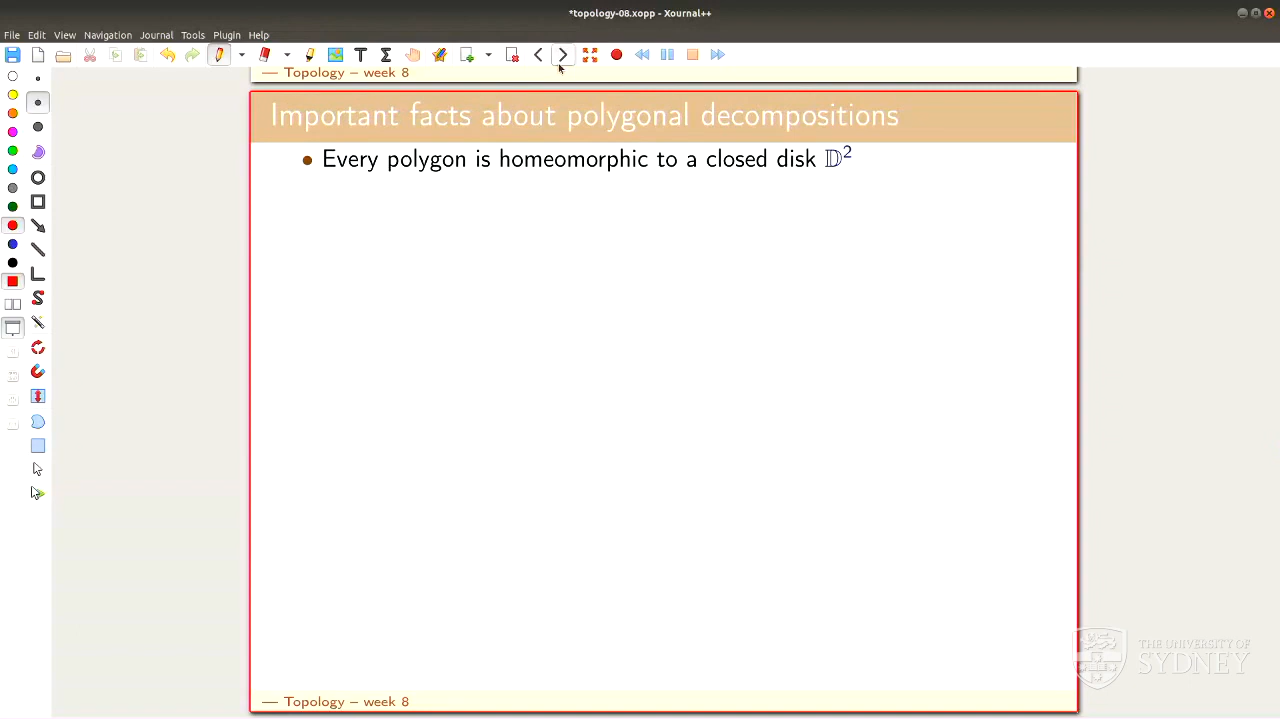 *topology-08.xopp - Xournal++
File Edit View Navigation Journal Tools Plugin Help
— Topology – week 8
Important facts about polygonal decompositions
• Every polygon is homeomorphic to a closed disk 𝔻²
THE UNIVERSITY OF
SYDNEY
— Topology – week 8